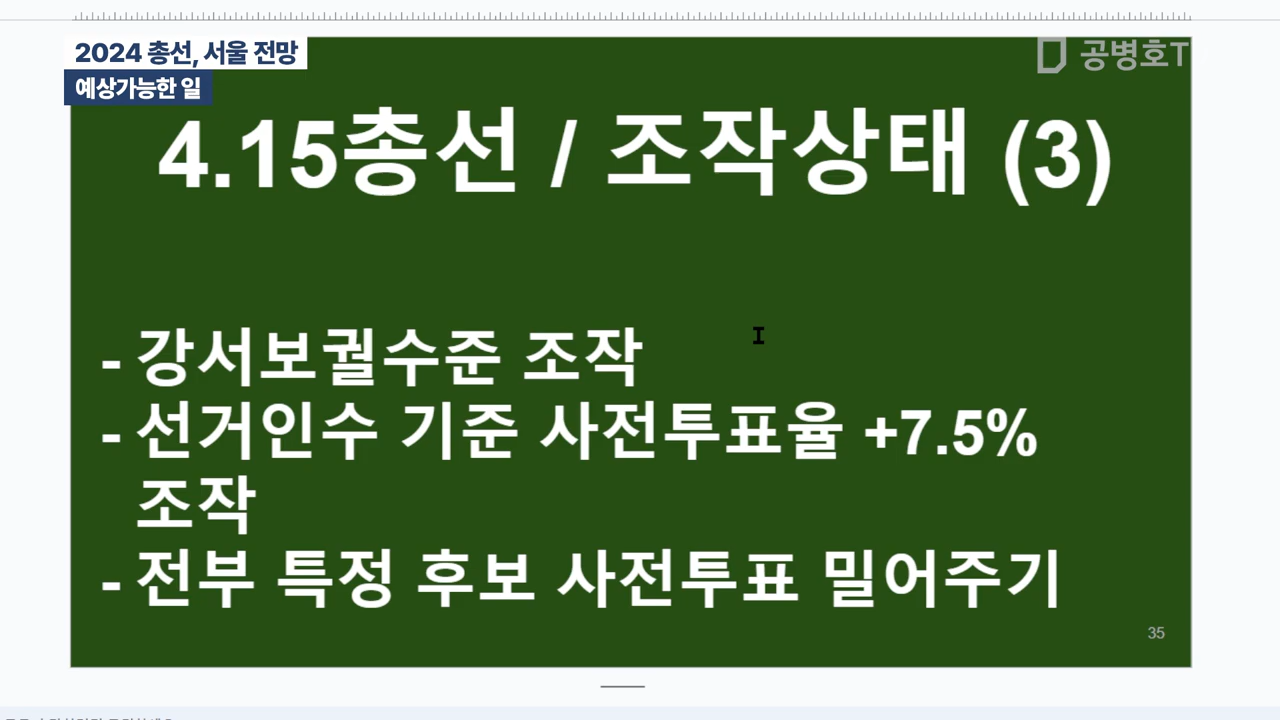 2024 총선, 서울 전망
예상가능한 일
공병호T
4.15총선 / 조작상태 (3)
- 강서보궐수준 조작
- 선거인수 기준 사전투표율 +7.5%
조작
- 전부 특정 후보 사전투표 밀어주기
35